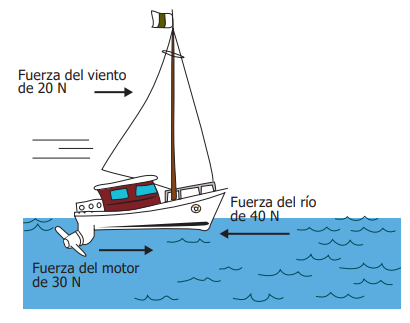 Fuerza del viento
de 20 N
Fuerza del río
de 40 N
Fuerza del motor
de 30 N